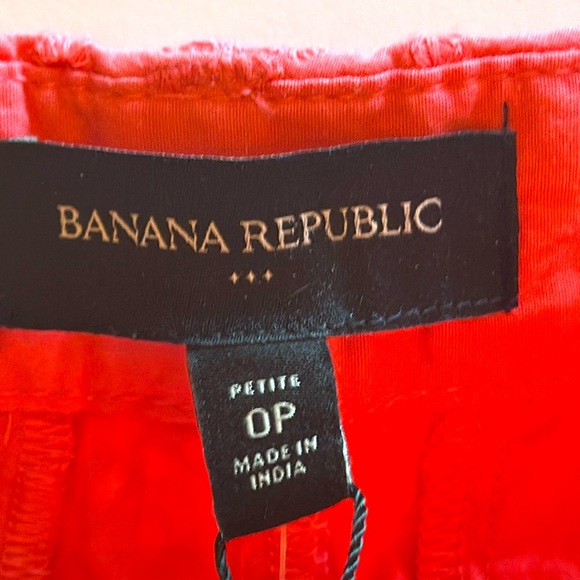 BANANA REPUBLIC
PETITE
0P
MADE IN
INDIA